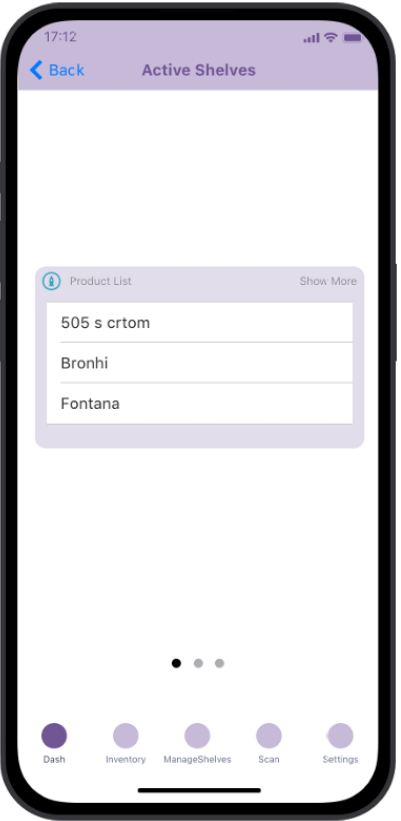 17:12
Back Active Shelves
Product List Show More
505 s crtom
Bronhi
Fontana
Dash Inventory ManageShelves Scan Settings